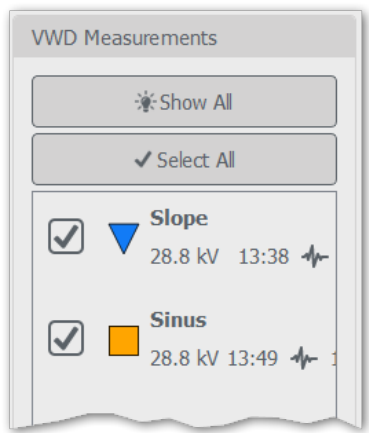 VWD Measurements
Show All
Select All
Slope
28.8 kV 13:38
Sinus
28.8 kV 13:49